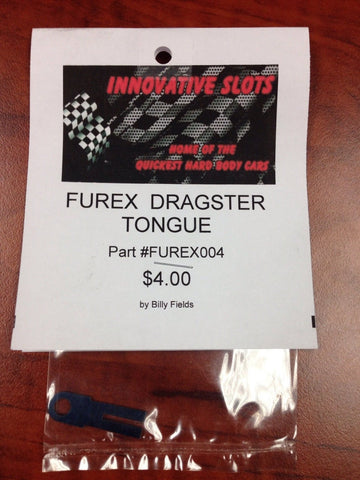 INNOVATIVE SLOTS
HOME OF THE
QUICKEST HARD BODY CARS
FUREX DRAGSTER
TONGUE
Part #FUREX004
$4.00
by Billy Fields